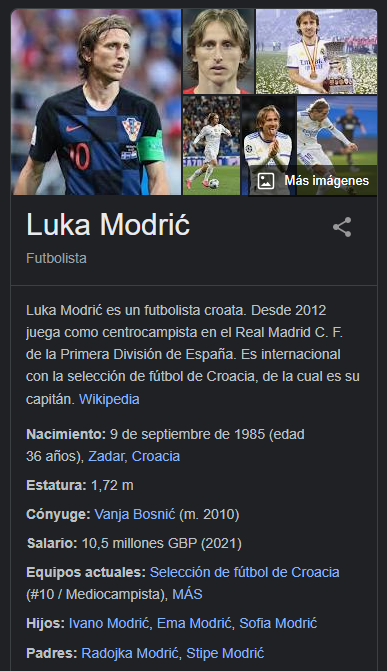 10
Más imágenes
Luka Modrić
Futbolista
Luka Modrić es un futbolista croata. Desde 2012
juega como centrocampista en el Real Madrid C. F.
de la Primera División de España. Es internacional
con la selección de fútbol de Croacia, de la cual es su
capitán. Wikipedia
Nacimiento: 9 de septiembre de 1985 (edad
36 años), Zadar, Croacia
Estatura: 1,72 m
Cónyuge: Vanja Bosnić (m. 2010)
Salario: 10,5 millones GBP (2021)
Equipos actuales: Selección de fútbol de Croacia
(#10 / Mediocampista), MÁS
Hijos: Ivano Modrić, Ema Modrić, Sofia Modrić
Padres: Radojka Modrić, Stipe Modrić